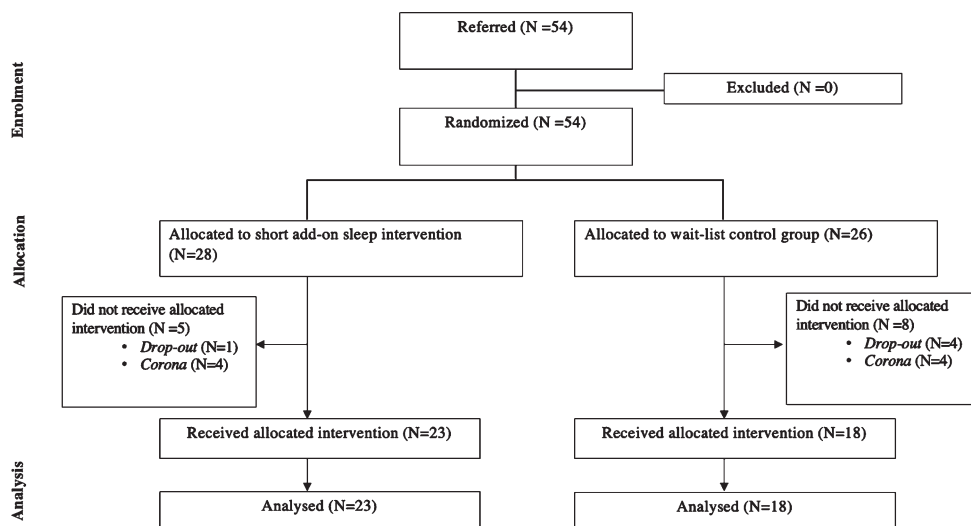 Enrolment
Referred (N =54)
Excluded (N =0)
Randomized (N =54)
Allocation
Allocated to short add-on sleep intervention
(N=28)
Allocated to wait-list control group (N=26)
Did not receive allocated
intervention (N =5)
• Drop-out (N=1)
• Corona (N=4)
Did not receive allocated
intervention (N =8)
• Drop-out (N=4)
• Corona (N=4)
Analysis
Received allocated intervention (N=23)
Received allocated intervention (N=18)
Analysed (N=23)
Analysed (N=18)